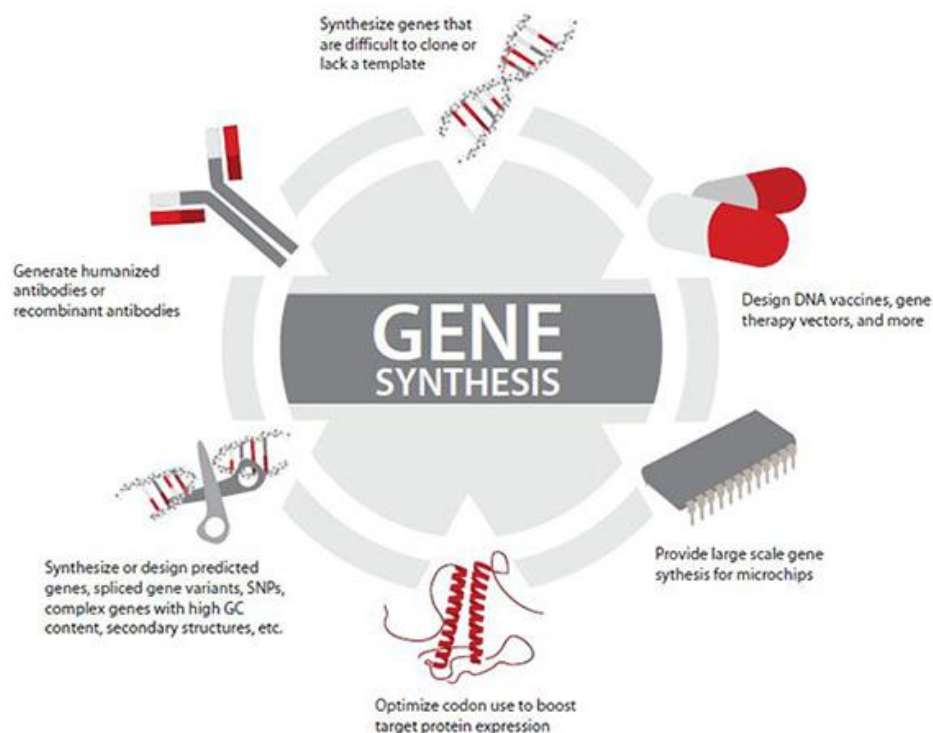 Synthesize genes that
are difficult to clone or
lack a template
Generate humanized
antibodies or
recombinant antibodies
Design DNA vaccines, gene
therapy vectors, and more
GENE
SYNTHESIS
Synthesize or design predicted
genes, spliced gene variants, SNPs,
complex genes with high GC
content, secondary structures, etc.
Provide large scale gene
sythesis for microchips
Optimize codon use to boost
target protein expression